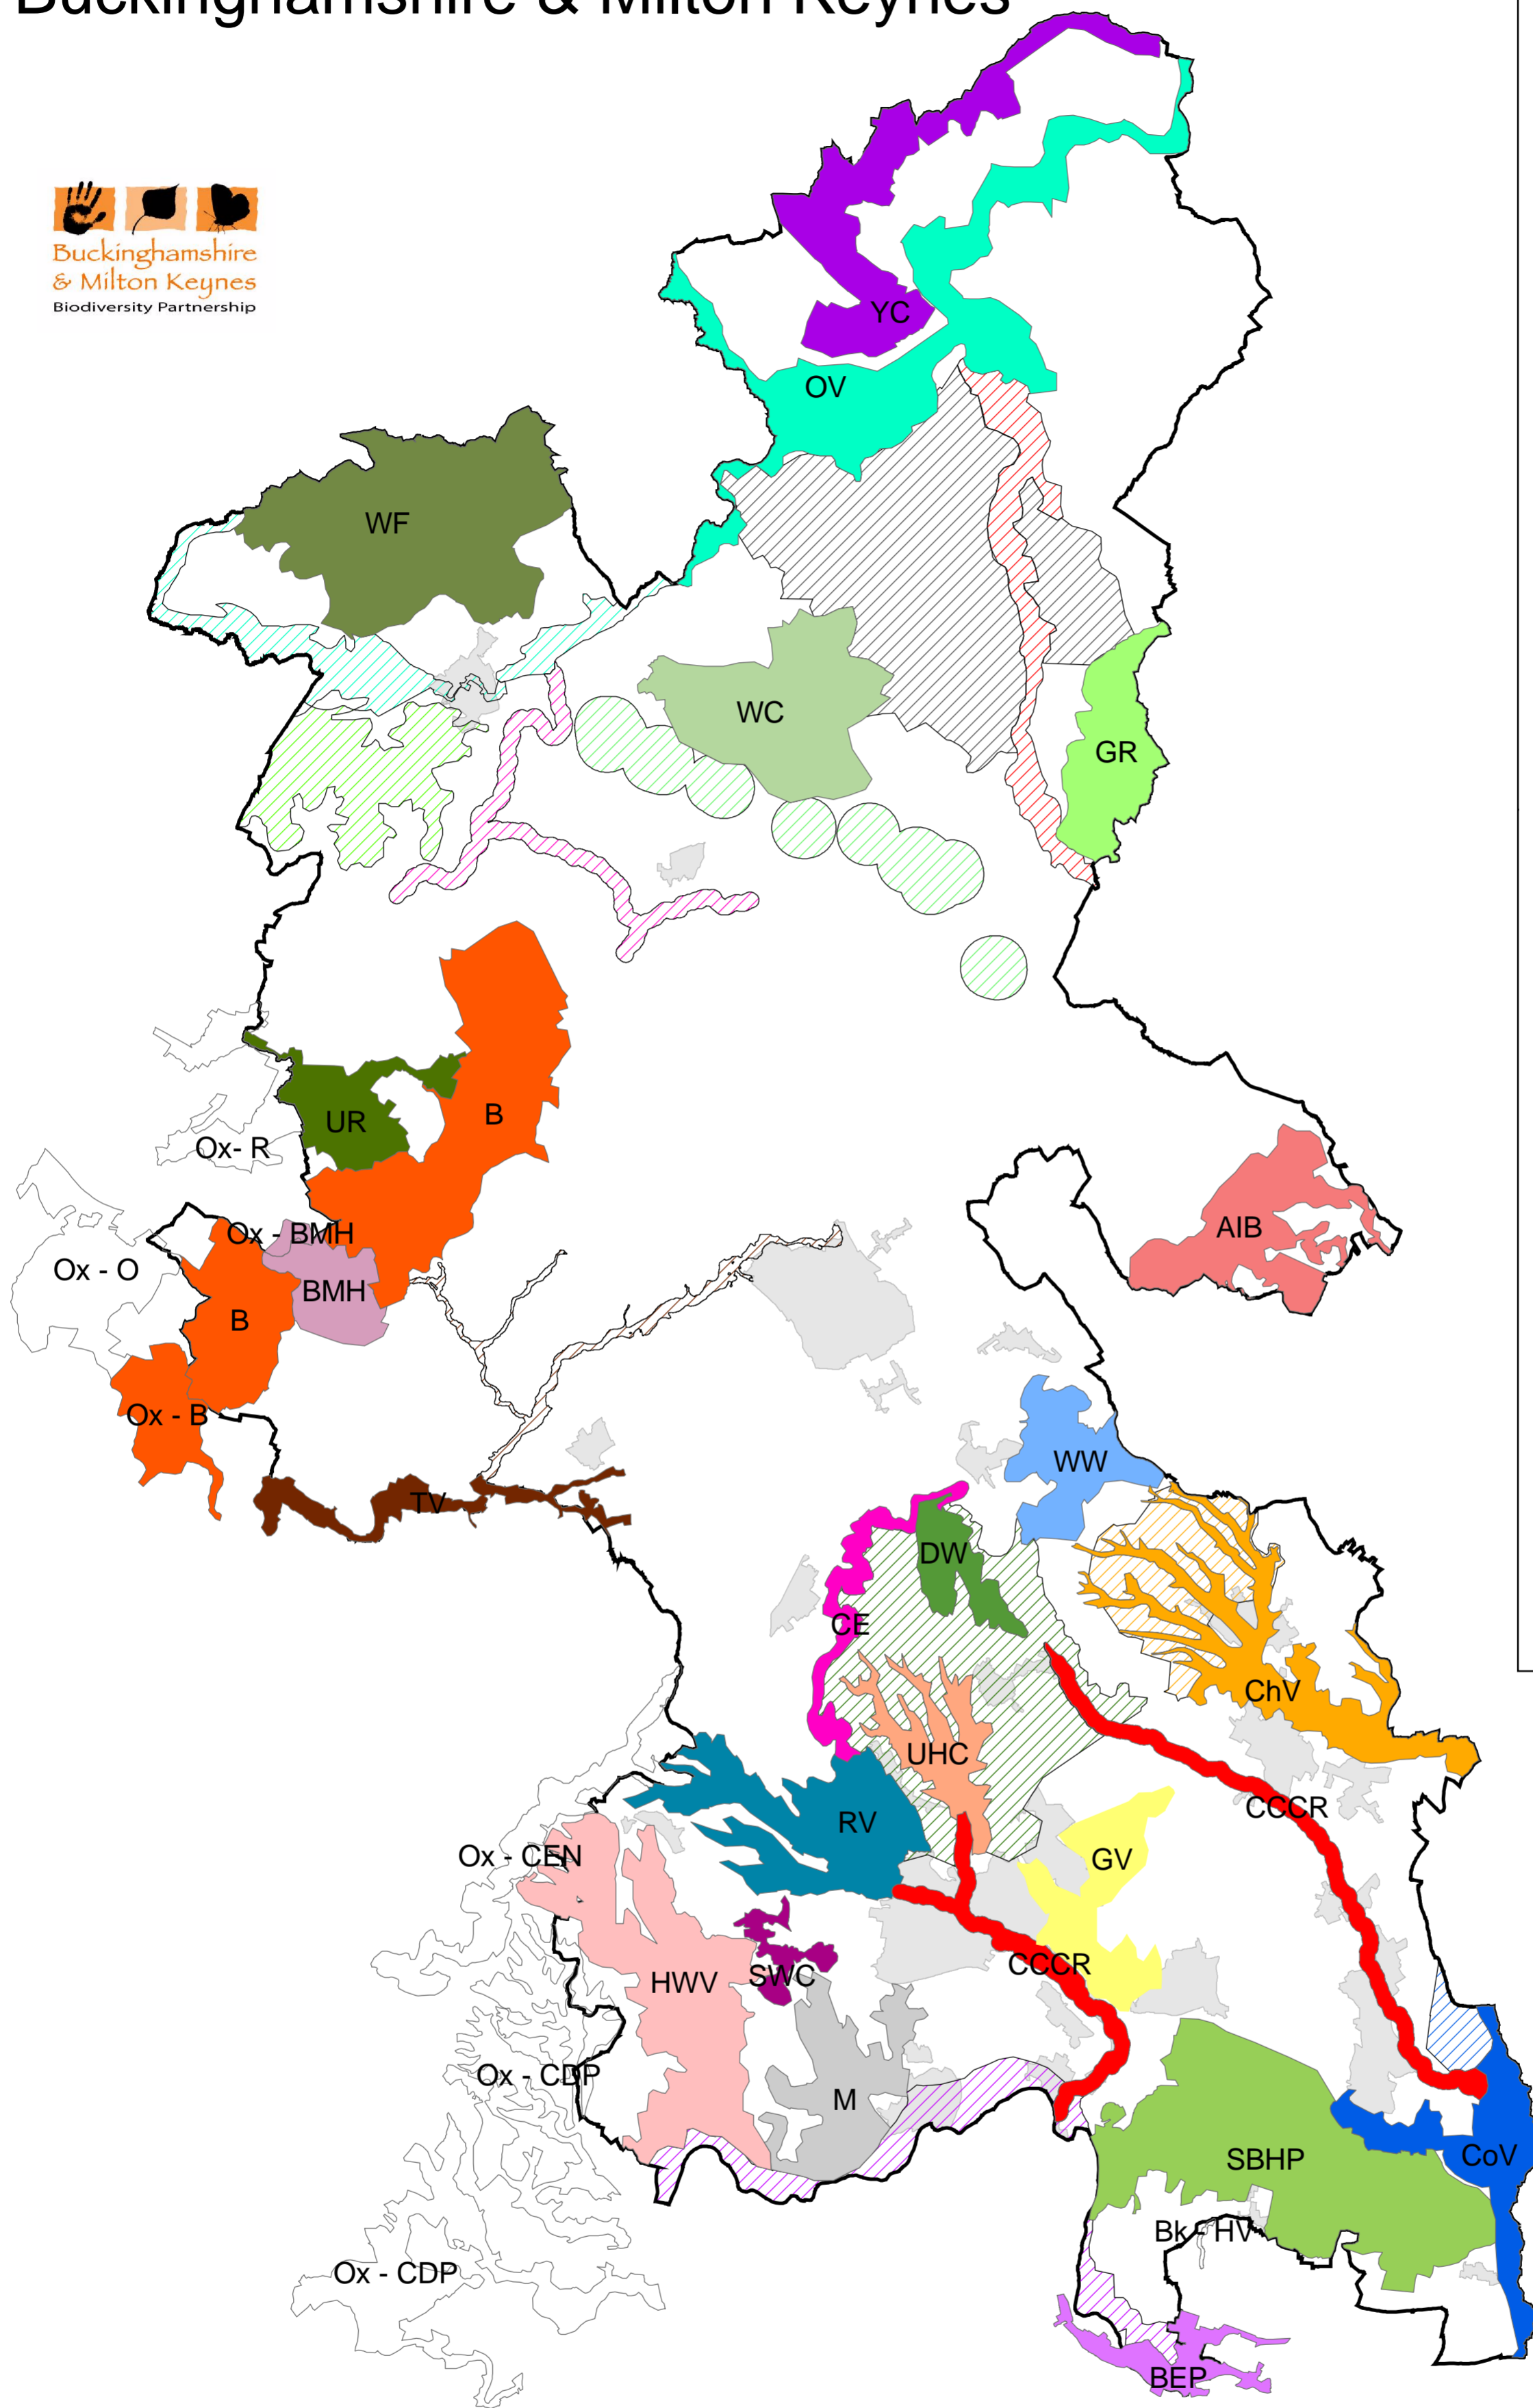 Buckinghamshire & Milton Keynes
Buckinghamshire
& Milton Keynes
Biodiversity Partnership
YC
OV
WF
WC
GR
UR
B
Ox- R
AIB
Ox - BMH
Ox - O
BMH
B
Ox - B
WW
TV
DW
CE
ChV
UHC
CCCR
RV
Ox - CEN
GV
CCCR
SWC
HWV
Ox - CDP
M
CoV
SBHP
Bk - HV
Ox - CDP
BEP